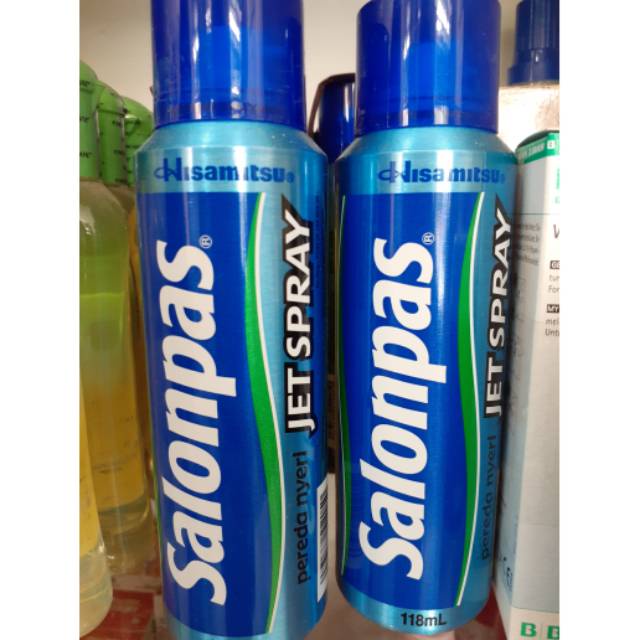 Hisamitsu®
Salonpas®
JET SPRAY
pereda nyeri
Hisamitsu®
Salonpas®
JET SPRAY
pereda nyeri
118mL
B
B